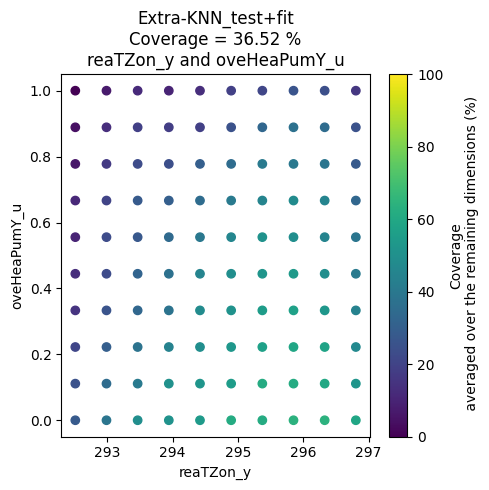 Extra-KNN_test+fit
Coverage = 36.52 %
reaTZon_y and oveHeaPumY_u
1.0
0.8
0.6
0.4
0.2
0.0
oveHeaPumY_u
293
294
295
296
297
reaTZon_y
100
80
60
40
20
0
Coverage
averaged over the remaining dimensions (%)